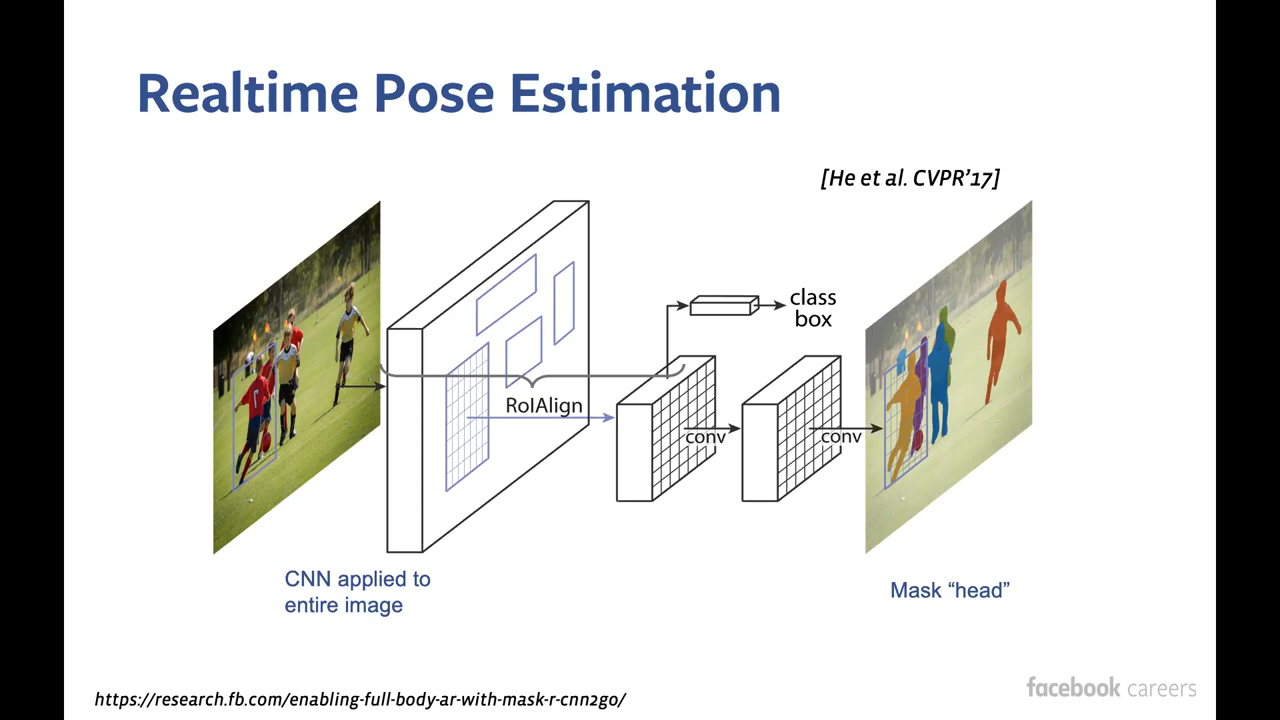 Realtime Pose Estimation
[He et al. CVPR’17]
class
box
RoIAlign
conv
conv
CNN applied to
entire image
Mask “head”
https://research.fb.com/enabling-full-body-ar-with-mask-r-cnn2go/
facebook careers